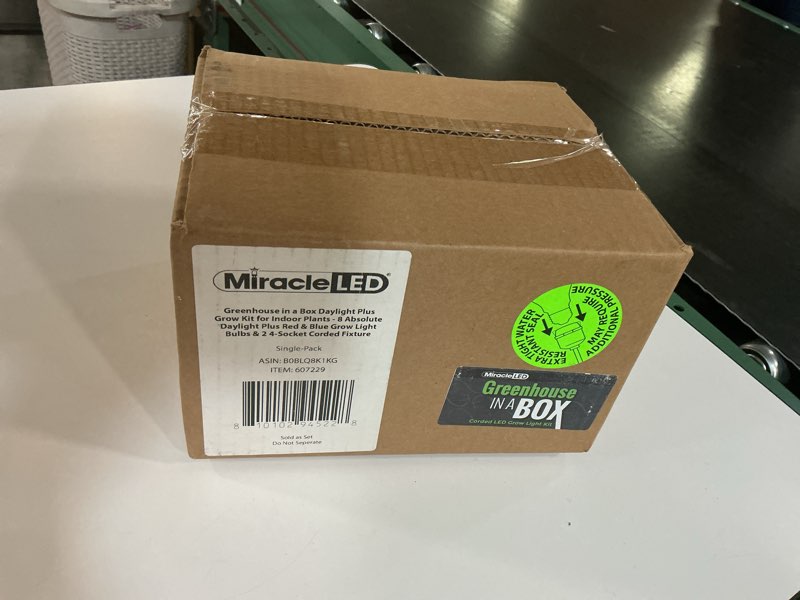 MiracleLED®
Greenhouse in a Box Daylight Plus
Grow Kit for Indoor Plants - 8 Absolute
Daylight Plus Red & Blue Grow Light
Bulbs & 2 4-Socket Corded Fixture
Single-Pack
ASIN: B0BLQ8K1KG
ITEM: 607229
8 10102 94522 8
Sold as Set
Do Not Seperate
EXTRA TIGHT WATER
RESISTANT SEAL
MAY REQUIRE
ADDITIONAL
PRESSURE
MiracleLED
Greenhouse
IN A BOX
Corded LED Grow Light Kit